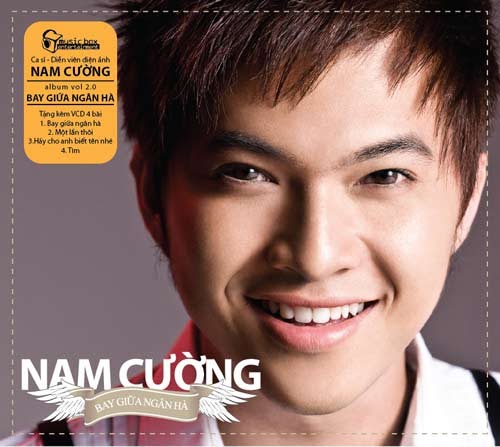 music box
entertainment
Ca sĩ - Diễn viên điện ảnh
NAM CƯỜNG
album vol 2.0
BAY GIỮA NGÂN HÀ
Tặng kèm VCD 4 bài
1. Bay giữa ngân hà
2. Một lần thôi
3.Hãy cho anh biết tên nhé
4. Tìm
NAM CƯỜNG
BAY GIỮA NGÂN HÀ